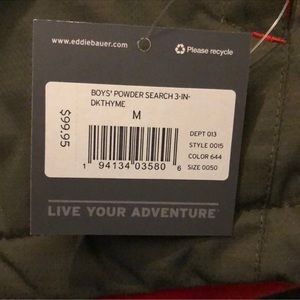 www.eddiebauer.com
Please recycle
BOYS' POWDER SEARCH 3-IN-
DKTHYME
M
$99.95
DEPT 013
STYLE 0015
COLOR 644
SIZE 0050
1 94134 03580 6
LIVE YOUR ADVENTURE